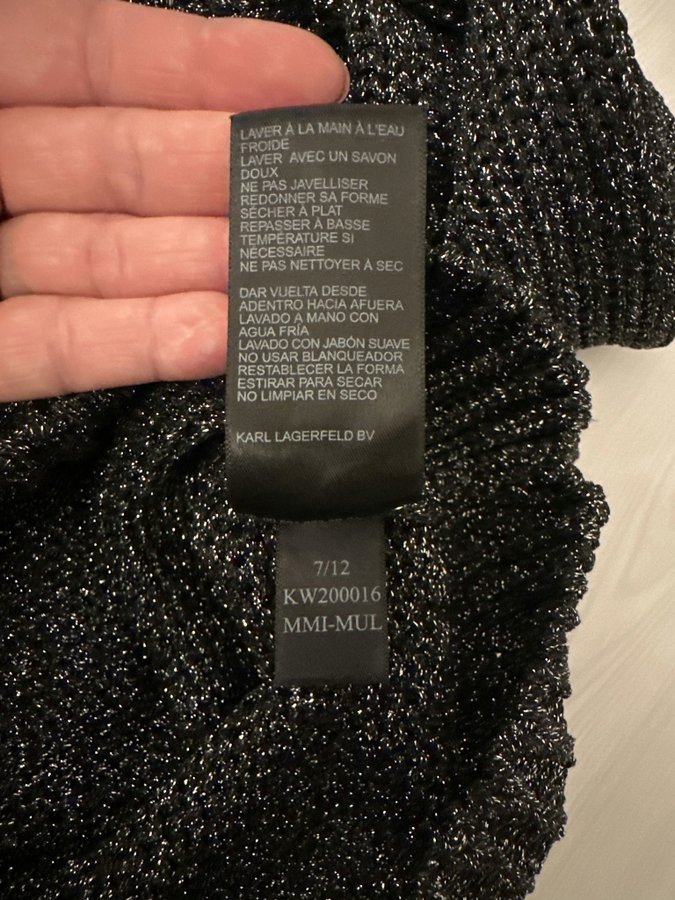 LAVER À LA MAIN À L'EAU
FROIDE
LAVER AVEC UN SAVON
DOUX
NE PAS JAVELLISER
REDONNER SA FORME
SÉCHER À PLAT
REPASSER À BASSE
TEMPÉRATURE SI
NÉCESSAIRE
NE PAS NETTOYER À SEC
DAR VUELTA DESDE
ADENTRO HACIA AFUERA
LAVADO A MANO CON
AGUA FRÍA
LAVADO CON JABÓN SUAVE
NO USAR BLANQUEADOR
RESTABLECER LA FORMA
ESTIRAR PARA SECAR
NO LIMPIAR EN SECO
KARL LAGERFELD BV
7/12
KW200016
MMI-MUL